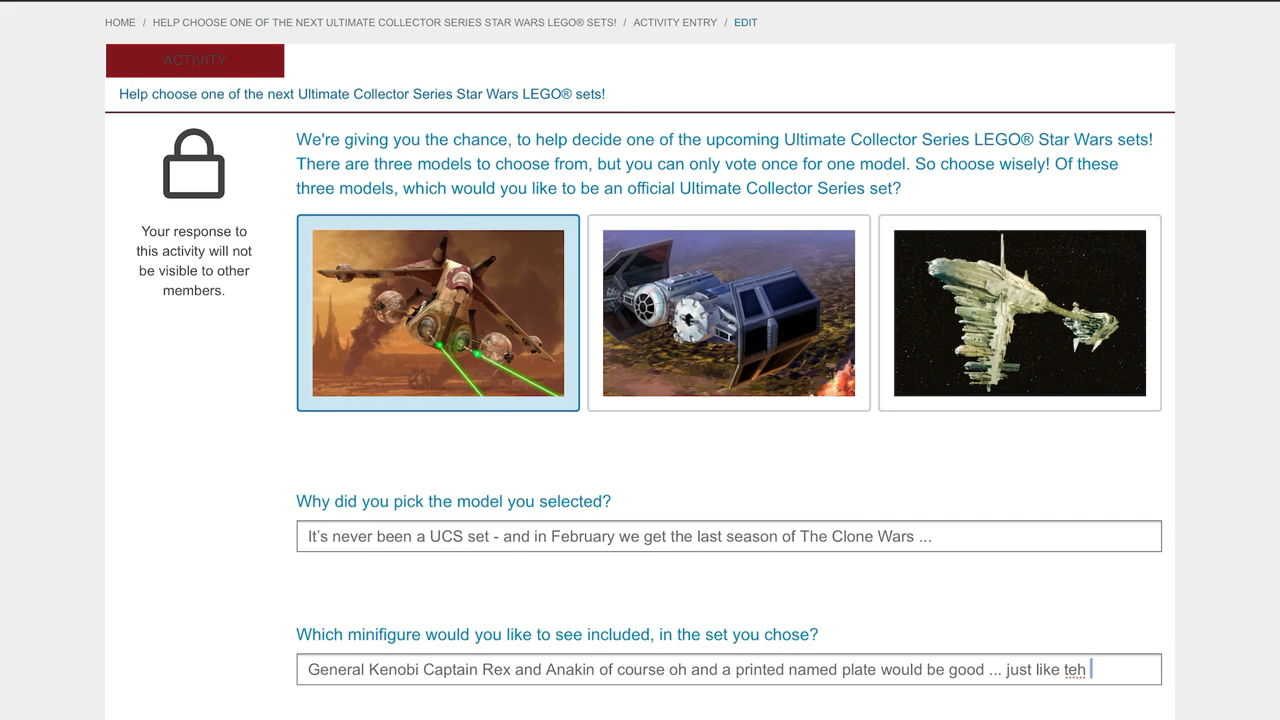 HOME / HELP CHOOSE ONE OF THE NEXT ULTIMATE COLLECTOR SERIES STAR WARS LEGO® SETS! / ACTIVITY ENTRY / EDIT
ACTIVITY
Help choose one of the next Ultimate Collector Series Star Wars LEGO® sets!
Your response to
this activity will not
be visible to other
members.
We're giving you the chance, to help decide one of the upcoming Ultimate Collector Series LEGO® Star Wars sets!
There are three models to choose from, but you can only vote once for one model. So choose wisely! Of these
three models, which would you like to be an official Ultimate Collector Series set?
Why did you pick the model you selected?
It’s never been a UCS set - and in February we get the last season of The Clone Wars ...
Which minifigure would you like to see included, in the set you chose?
General Kenobi Captain Rex and Anakin of course oh and a printed named plate would be good ... just like teh